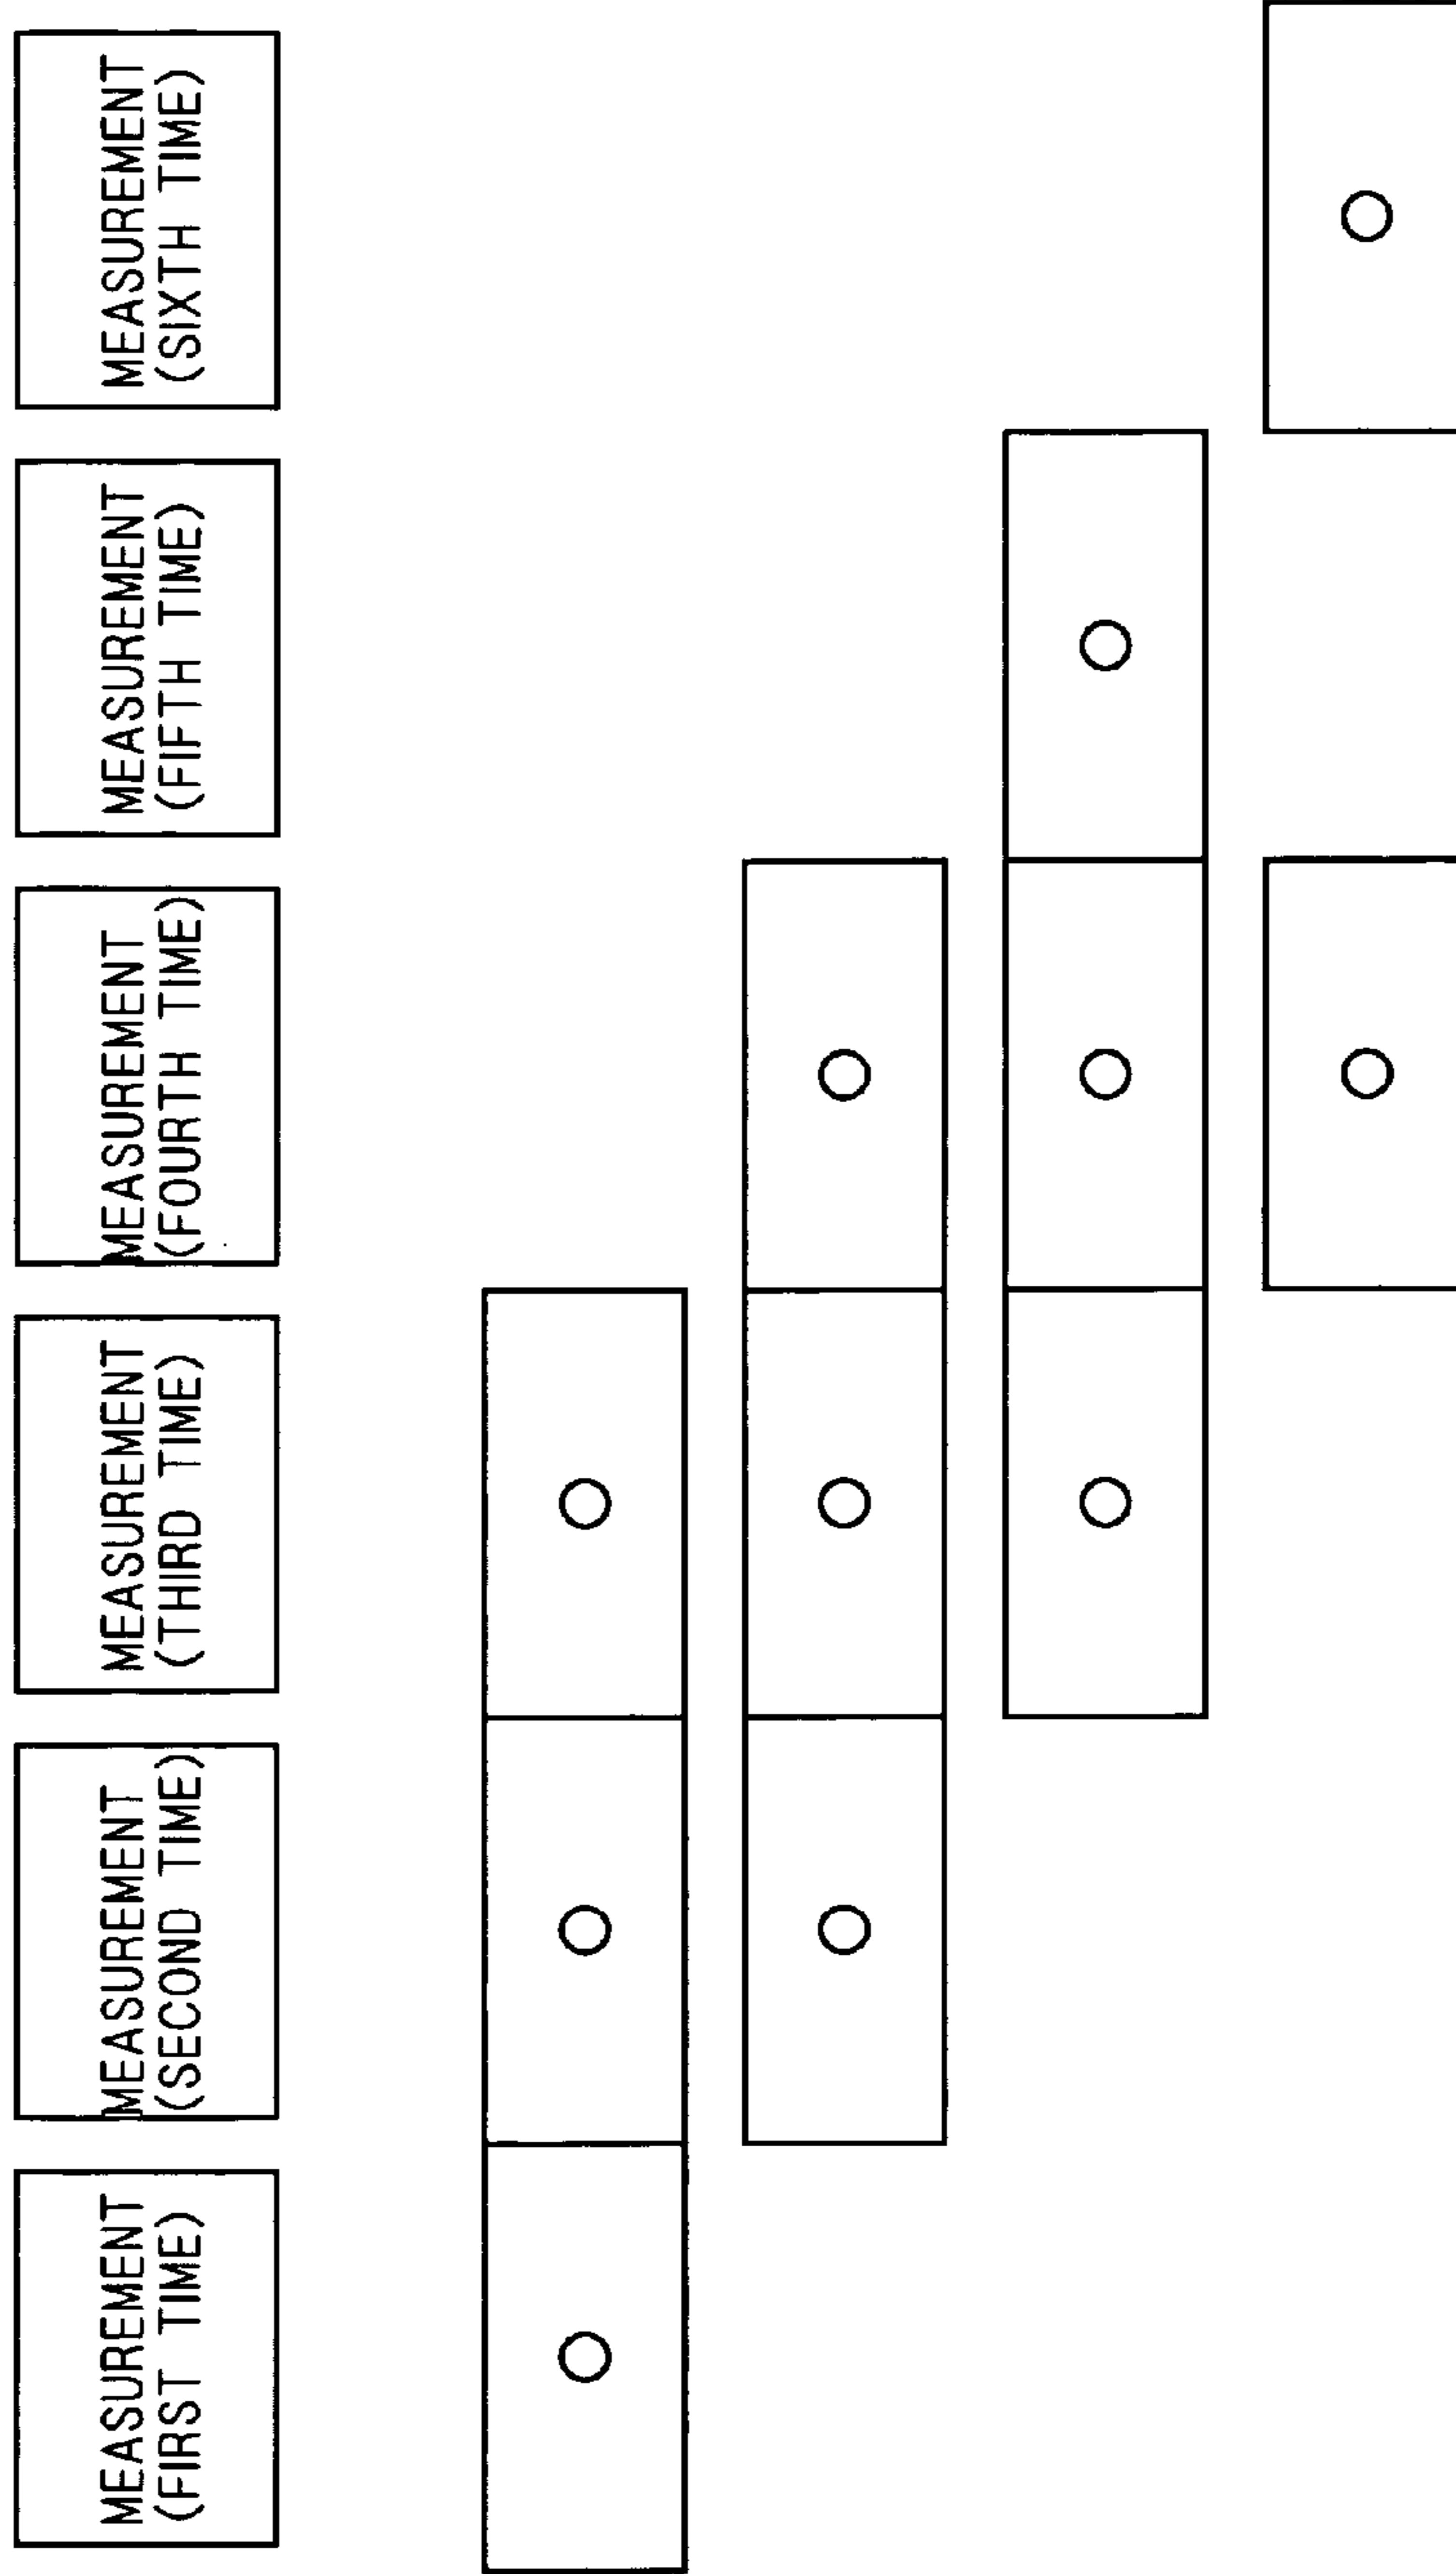 MEASUREMENT
(FIRST TIME)
MEASUREMENT
(SECOND TIME)
MEASUREMENT
(THIRD TIME)
MEASUREMENT
(FOURTH TIME)
MEASUREMENT
(FIFTH TIME)
MEASUREMENT
(SIXTH TIME)